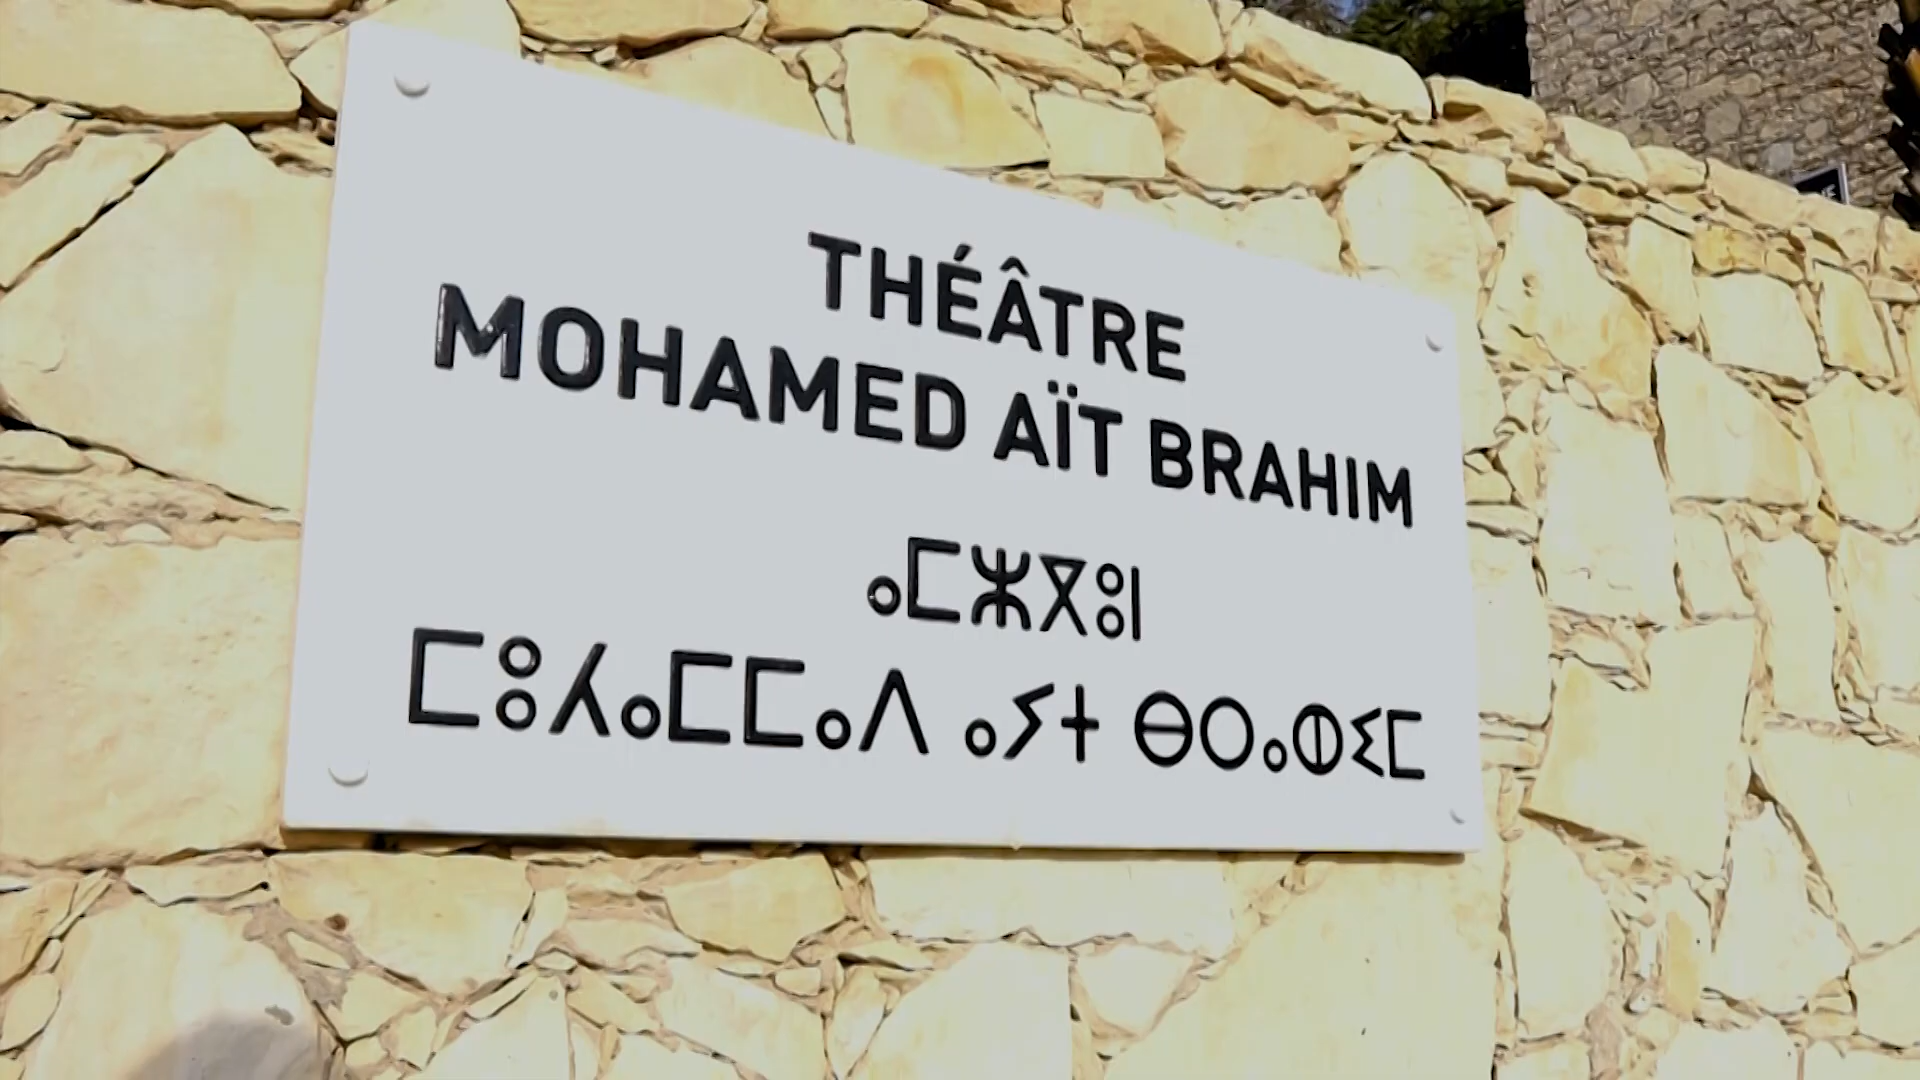 THÉÂTRE
MOHAMED AÏT BRAHIM
ⴰⵎⵣⴳⵓⵏ
ⵎⵓⵃⴰⵎⵎⴰⴷ ⴰⵢⵜ ⴱⵔⴰⵀⵉⵎ